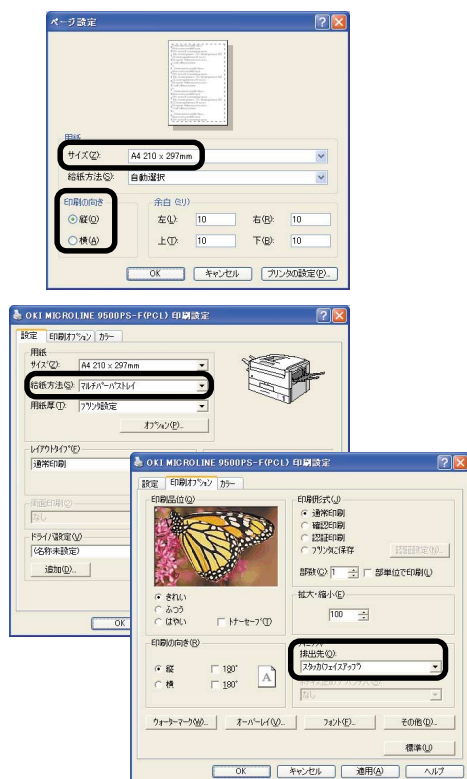 ページ設定
用紙
サイズ(Z): A4 210 x 297mm
給紙方法(S): 自動選択
印刷の向き
縦(O)
横(A)
余白 (ミリ)
左(L): 10 右(R): 10
上(T): 10 下(B): 10
OK キャンセル プリンタの設定(P)...
OKI MICROLINE 9500PS-F(PCL) 印刷設定
設定 印刷オプション カラー
用紙
サイズ(Z): A4 210 x 297mm
給紙方法(S): マルチパーパストレイ
用紙厚(T): プリンタ設定
オプション(P)...
レイアウトタイプ(E)
通常印刷
両面印刷(2)
なし
ドライバ設定(V)
(名称未設定)
追加(D)...
OK
OKI MICROLINE 9500PS-F(PCL) 印刷設定
設定 印刷オプション カラー
印刷品位(Q)
きれい
ふつう
はやい
トナーセーブ(T)
印刷形式(J)
通常印刷
確認印刷
認証印刷
プリンタに保存
部数(C) 1 部単位で印刷(L)
拡大・縮小(E)
100
印刷の向き(R)
縦 180°
横 180°
A
排出先(O):
スタッカ(フェイスアップ)
なし
ウォーターマーク(W)... オーバーレイ(V)... フォント(F)... その他(D)...
標準(U)
OK キャンセル 適用(A) ヘルプ